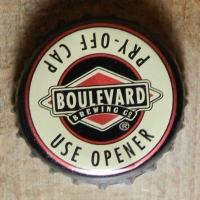 PRY-OFF CAP
BOULEVARD
BREWING CO
®
USE OPENER